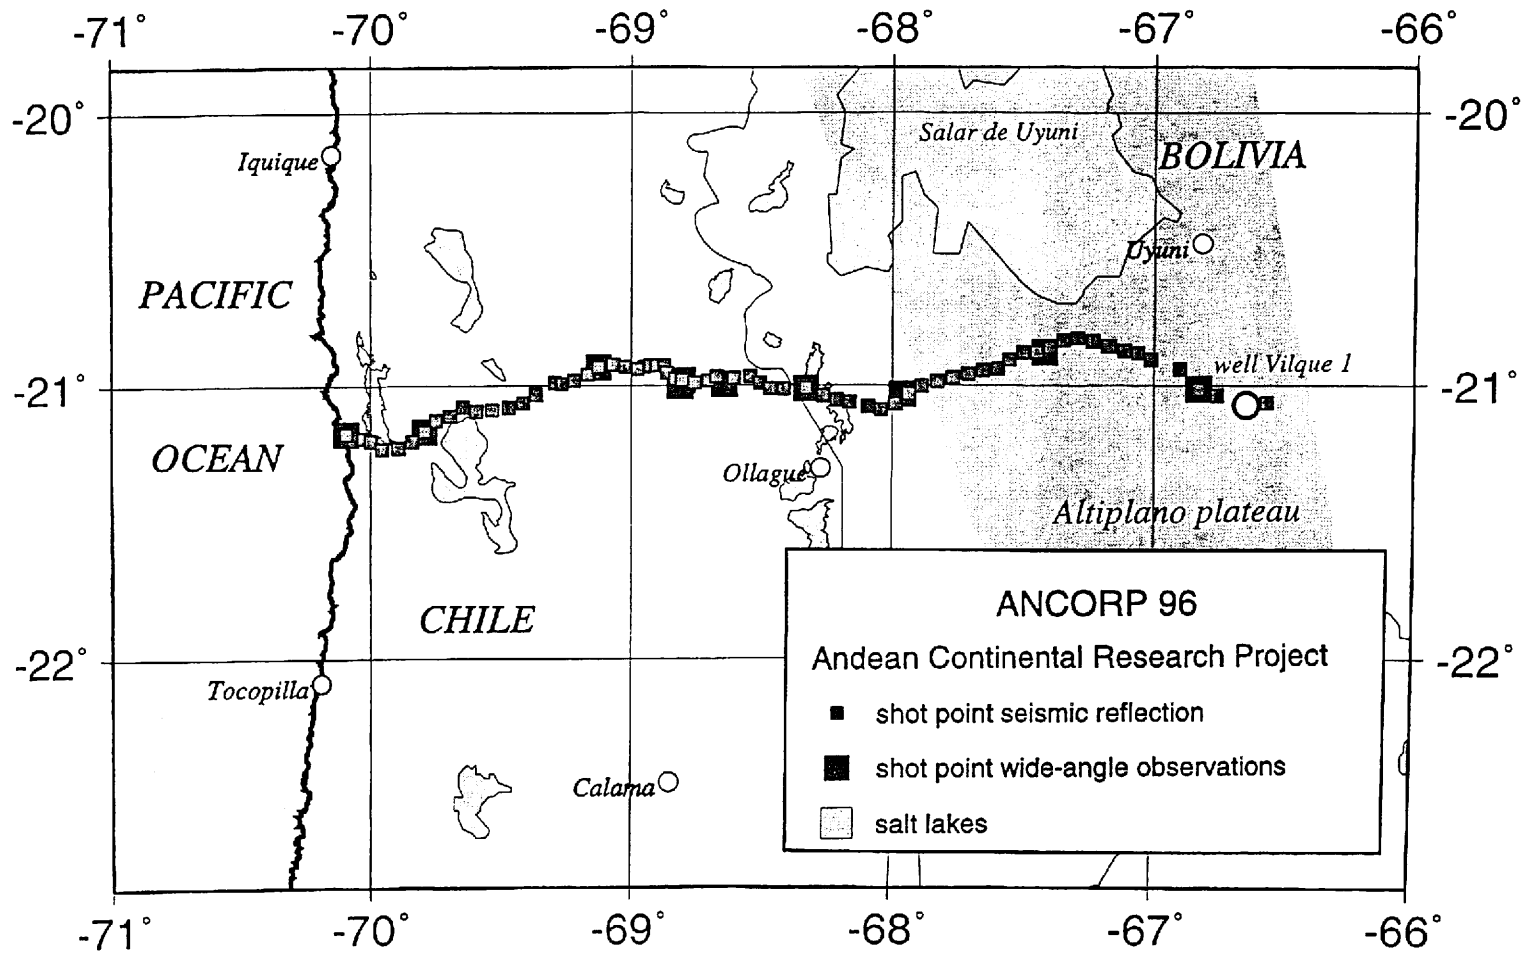 -71° -70° -69° -68° -67° -66°
-20° -20°
Salar de Uyuni
Iquique
BOLIVIA
Uyuni
PACIFIC
well Vilque 1
-21° -21°
OCEAN
Ollague
Altiplano plateau
ANCORP 96
CHILE
Andean Continental Research Project
-22° -22°
Tocopilla
shot point seismic reflection
shot point wide-angle observations
Calama
salt lakes
-71° -70° -69° -68° -67° -66°